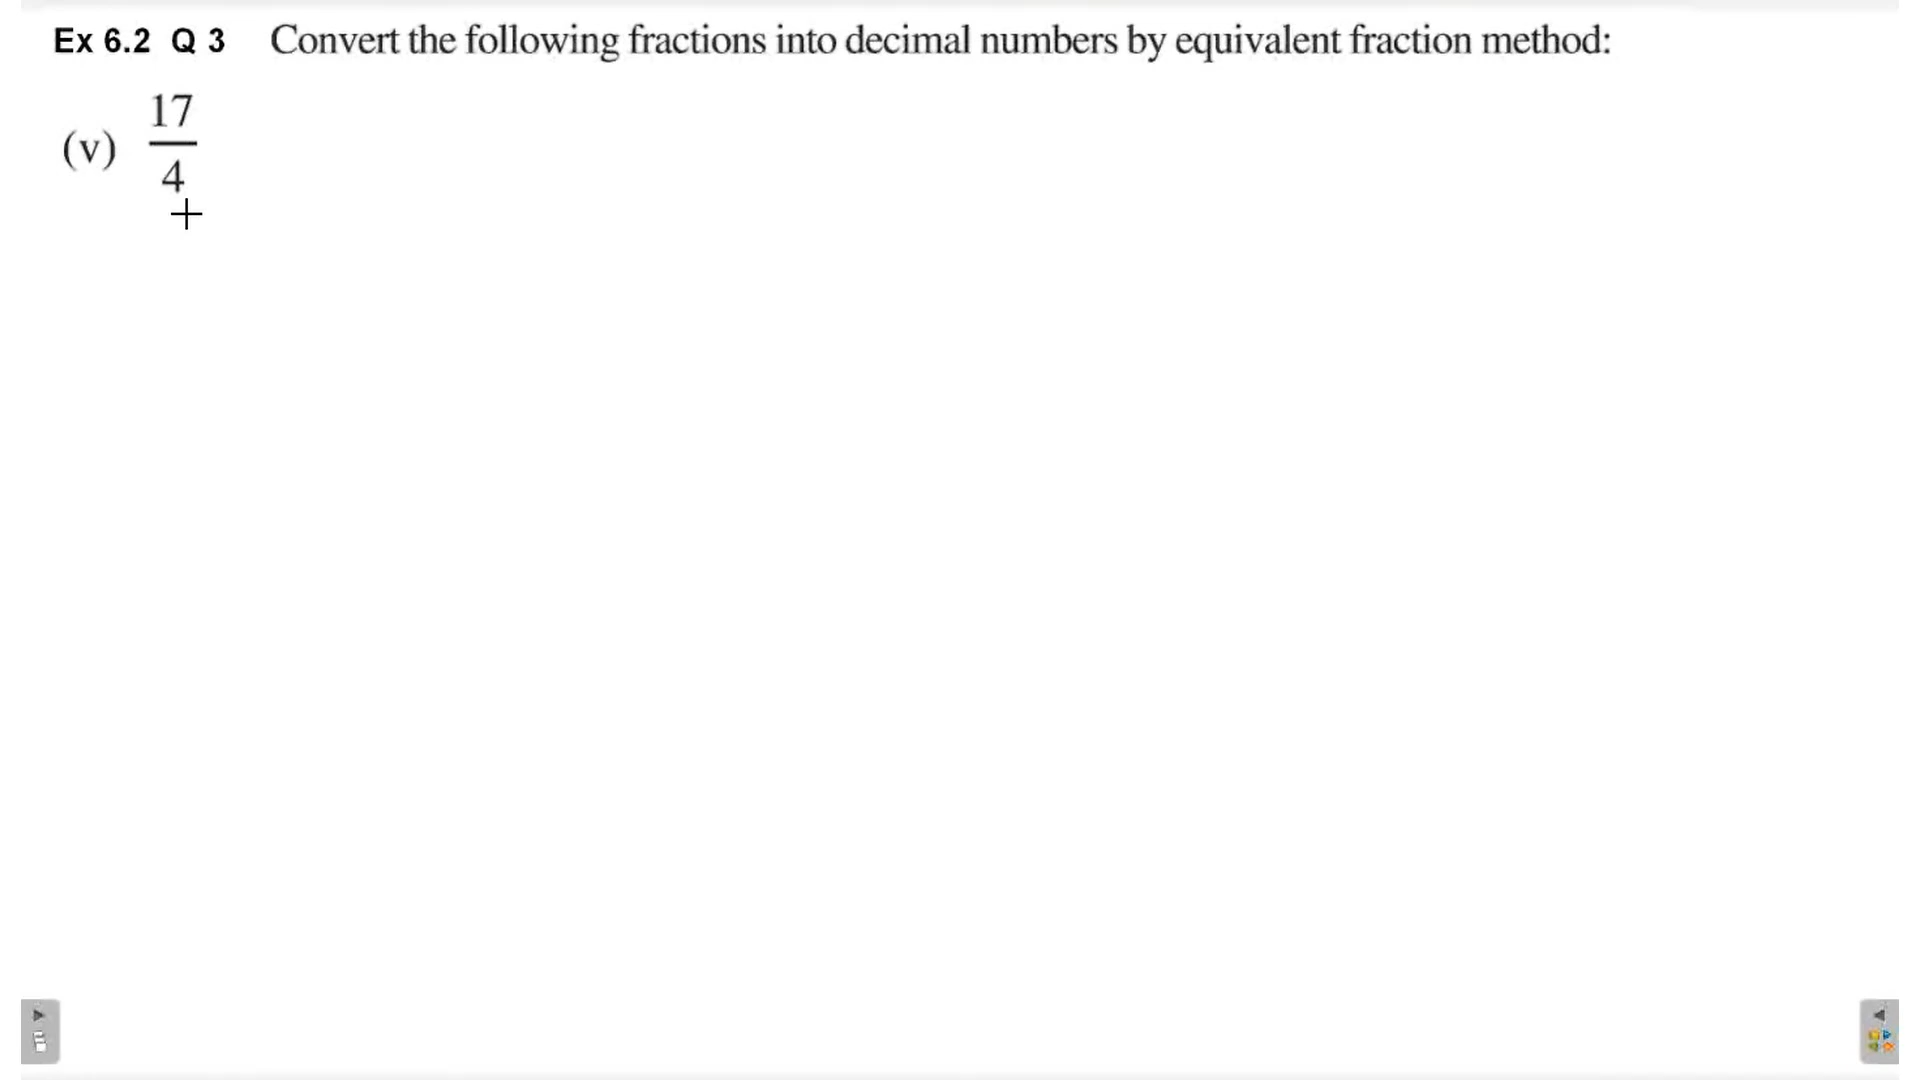 Ex 6.2 Q 3 Convert the following fractions into decimal numbers by equivalent fraction method:
(v) 17/4